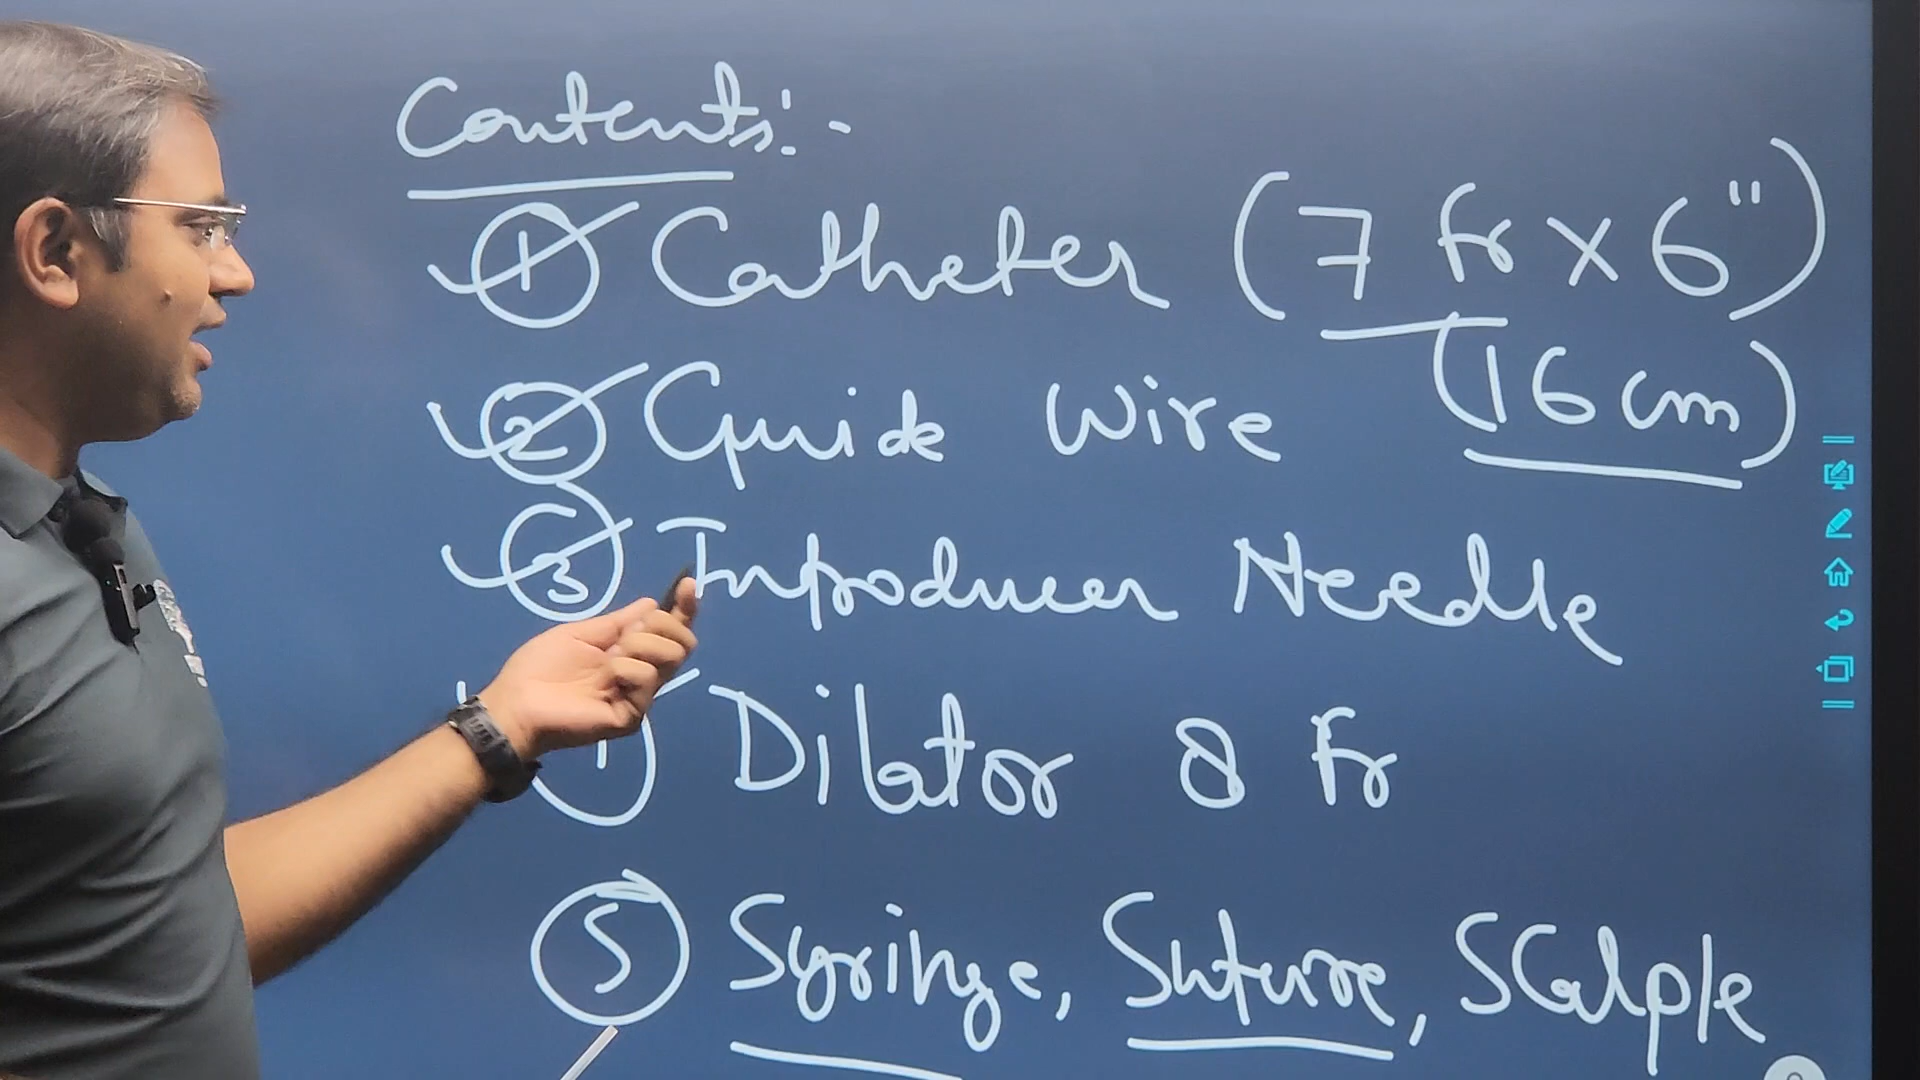 Contents:-
① Catheter (7 Fr x 6")
(16 cm)
② Guide Wire
③ Introducer Needle
Dilator 8 Fr
⑤ Syringe, Suture, SCalple